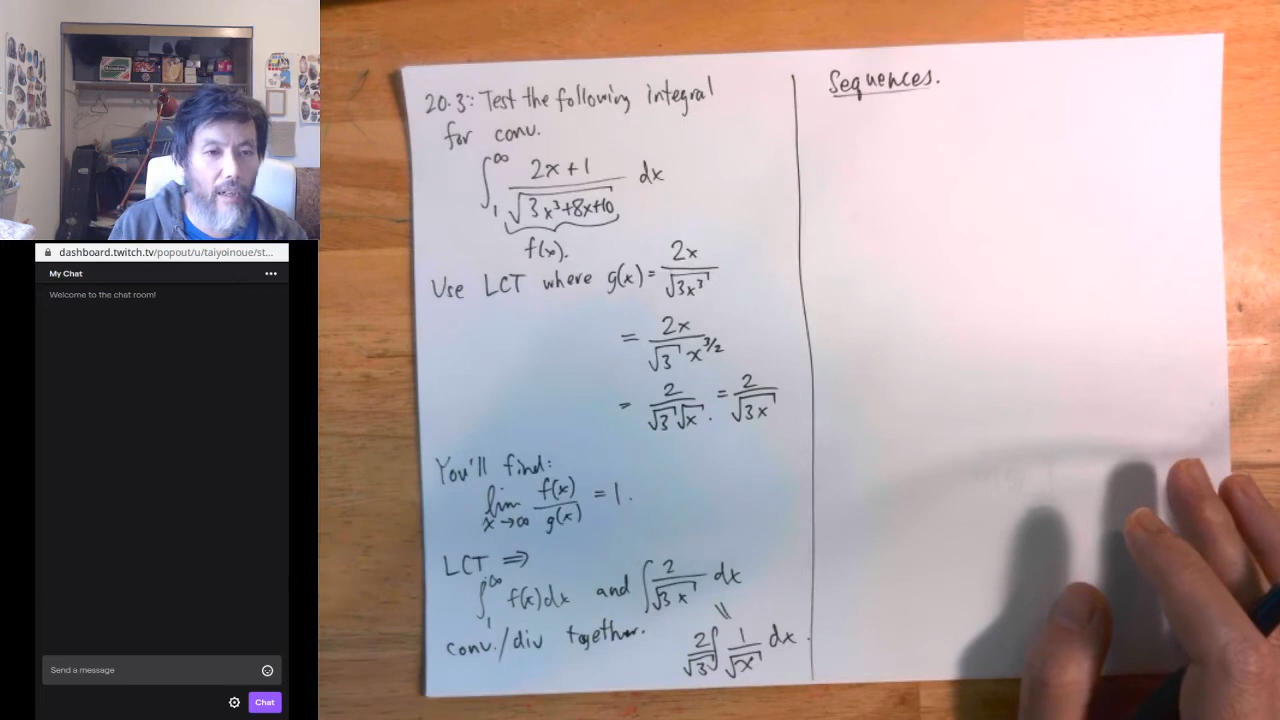 dashboard.twitch.tv/popout/u/taiyoinoue/st...
My Chat
Welcome to the chat room!
Send a message
Chat
20.3: Test the following integral
for conv.
∫₁^∞ (2x+1)/√(3x³+8x+10) dx
f(x).
Use LCT where g(x) = 2x/√(3x³)
= 2x/(√3 x^(3/2))
= 2/(√3 √x). = 2/√(3x)
You'll find:
lim x→∞ f(x)/g(x) = 1.
LCT ⇒
∫₁^∞ f(x)dx and ∫ 2/√(3x) dx
conv./div together.
=
2/√3 ∫ 1/√x dx.
Sequences.